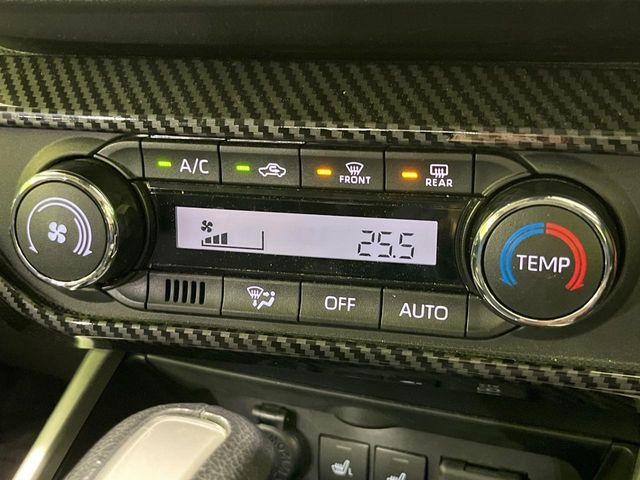 A/C
FRONT
REAR
25.5
TEMP
OFF
AUTO
L